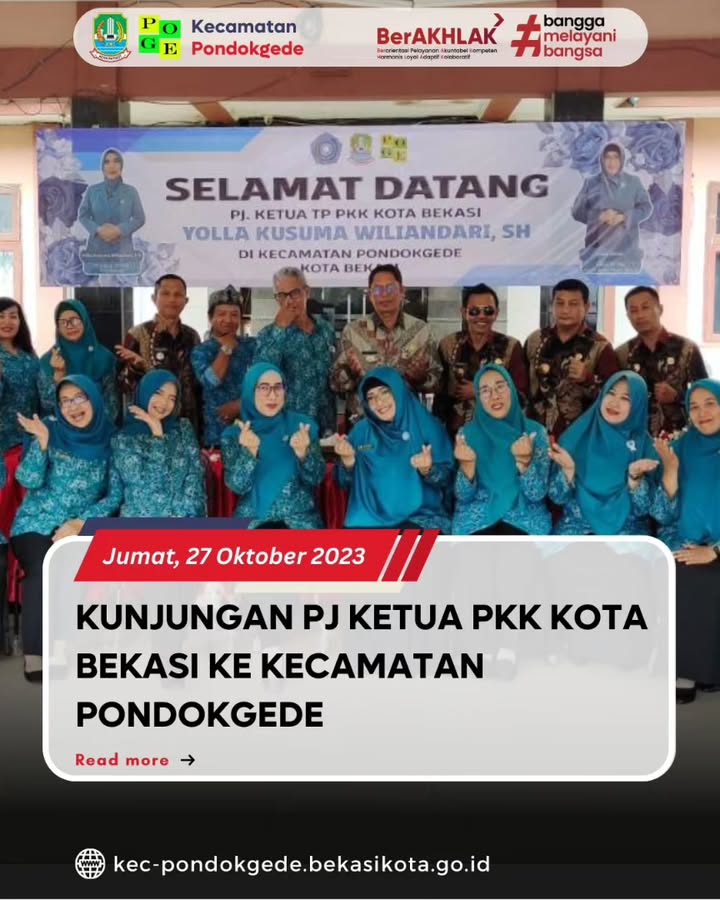 POGE
Kecamatan
Pondokgede
BerAKHLAK
Berorientasi Pelayanan Akuntabel Kompeten
Harmonis Loyal Adaptif Kolaboratif
#bangga
melayani
bangsa
POGE
SELAMAT DATANG
PJ. KETUA TP PKK KOTA BEKASI
YOLLA KUSUMA WILIANDARI, SH
DI KECAMATAN PONDOKGEDE
KOTA BEKASI
Jumat, 27 Oktober 2023
KUNJUNGAN PJ KETUA PKK KOTA
BEKASI KE KECAMATAN
PONDOKGEDE
Read more →
kec-pondokgede.bekasikota.go.id